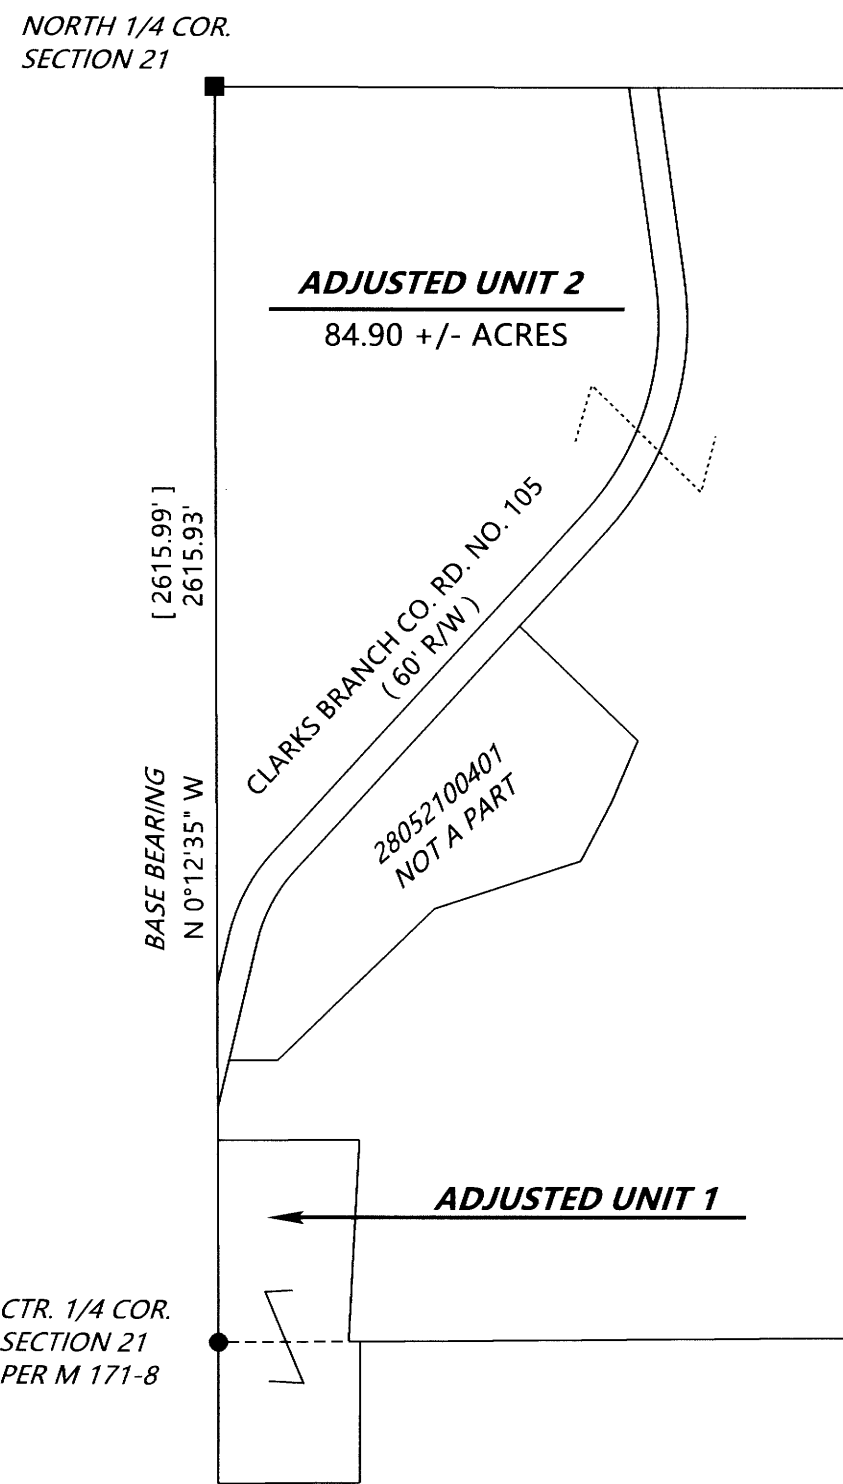 NORTH 1/4 COR.
SECTION 21
ADJUSTED UNIT 2
84.90 +/- ACRES
[ 2615.99' ]
2615.93'
CLARKS BRANCH CO. RD. NO. 105
( 60' R/W )
BASE BEARING
N 0°12'35" W
28052100401
NOT A PART
ADJUSTED UNIT 1
CTR. 1/4 COR.
SECTION 21
PER M 171-8